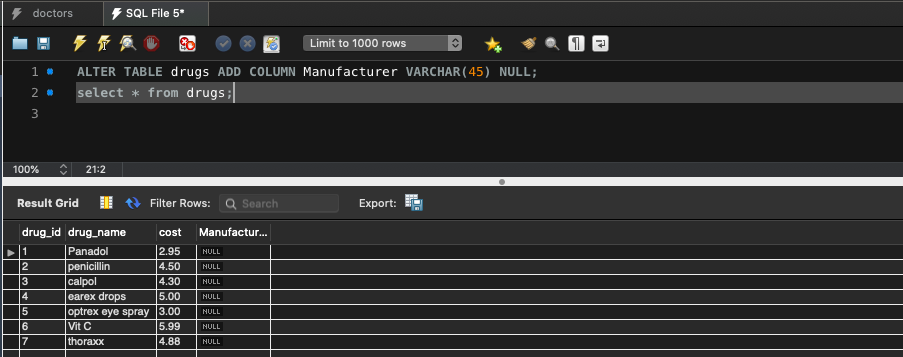 doctors SQL File 5*
Limit to 1000 rows
1 ALTER TABLE drugs ADD COLUMN Manufacturer VARCHAR(45) NULL;
2 select * from drugs;
3
100% 21:2
Result Grid Filter Rows: Search Export:
drug_id drug_name cost Manufactur...
1 Panadol 2.95 NULL
2 penicillin 4.50 NULL
3 calpol 4.30 NULL
4 earex drops 5.00 NULL
5 optrex eye spray 3.00 NULL
6 Vit C 5.99 NULL
7 thoraxx 4.88 NULL